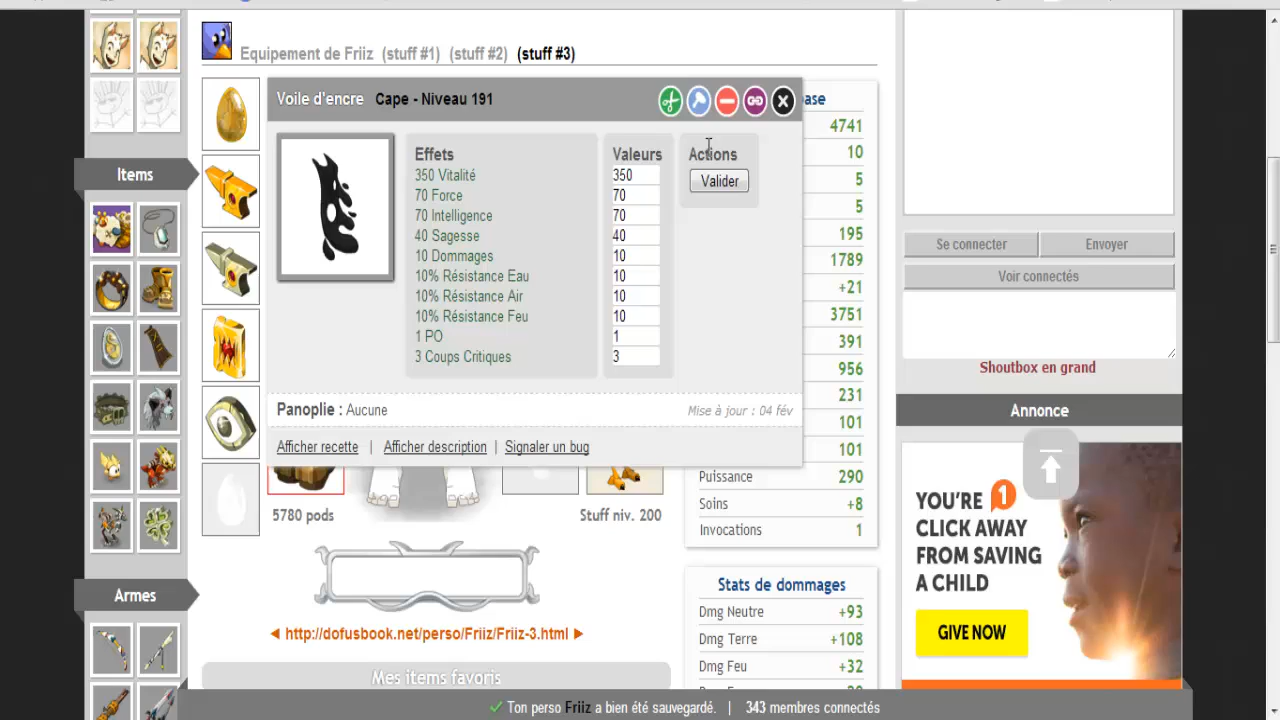 Equipement de Friiz (stuff #1) (stuff #2) (stuff #3)
Voile d'encre Cape - Niveau 191
Effets
350 Vitalité
70 Force
70 Intelligence
40 Sagesse
10 Dommages
10% Résistance Eau
10% Résistance Air
10% Résistance Feu
1 PO
3 Coups Critiques
Valeurs
350
70
70
40
10
10
10
10
1
3
Actions
Valider
Panoplie : Aucune
Mise à jour : 04 fév
Afficher recette | Afficher description | Signaler un bug
5780 pods
Stuff niv. 200
http://dofusbook.net/perso/Friiz/Friiz-3.html
Mes items favoris
Items
Armes
base
4741
10
5
5
195
1789
+21
3751
391
956
231
101
101
Puissance 290
Soins +8
Invocations 1
Stats de dommages
Dmg Neutre +93
Dmg Terre +108
Dmg Feu +32
Se connecter
Envoyer
Voir connectés
Shoutbox en grand
Annonce
YOU'RE 1
CLICK AWAY
FROM SAVING
A CHILD
GIVE NOW
Ton perso Friiz a bien été sauvegardé. | 343 membres connectés